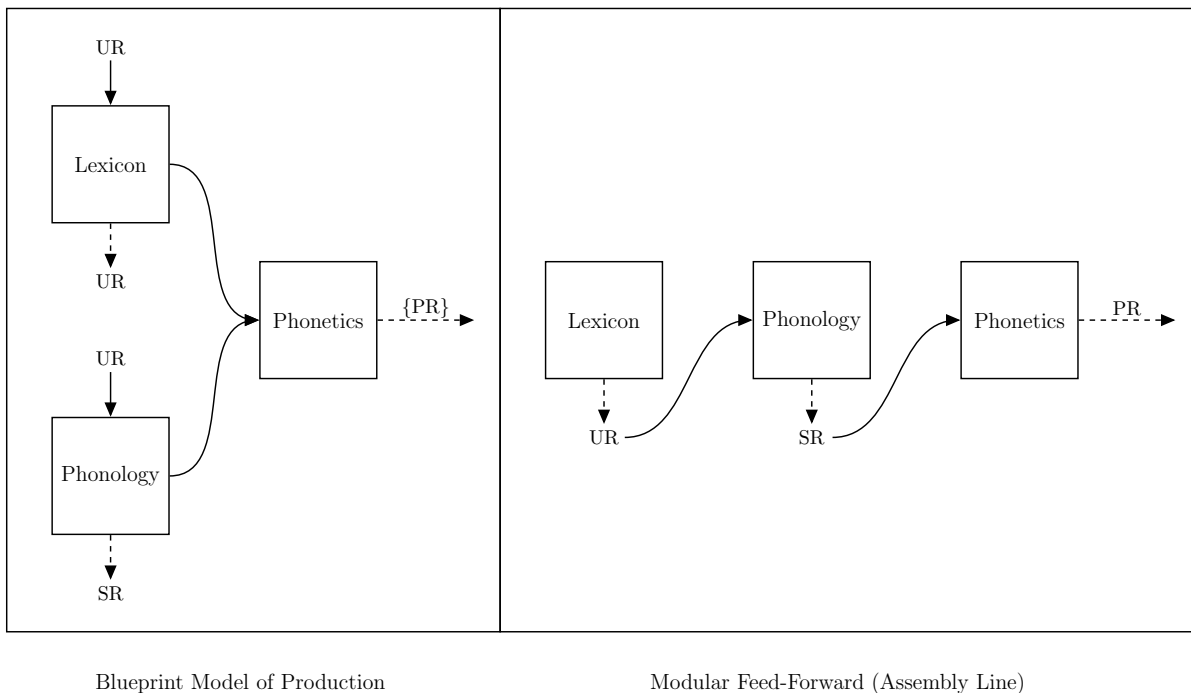 UR
Lexicon
UR
UR
Phonology
SR
Phonetics
{PR}
Lexicon
UR
Phonology
SR
Phonetics
PR
Blueprint Model of Production
Modular Feed-Forward (Assembly Line)